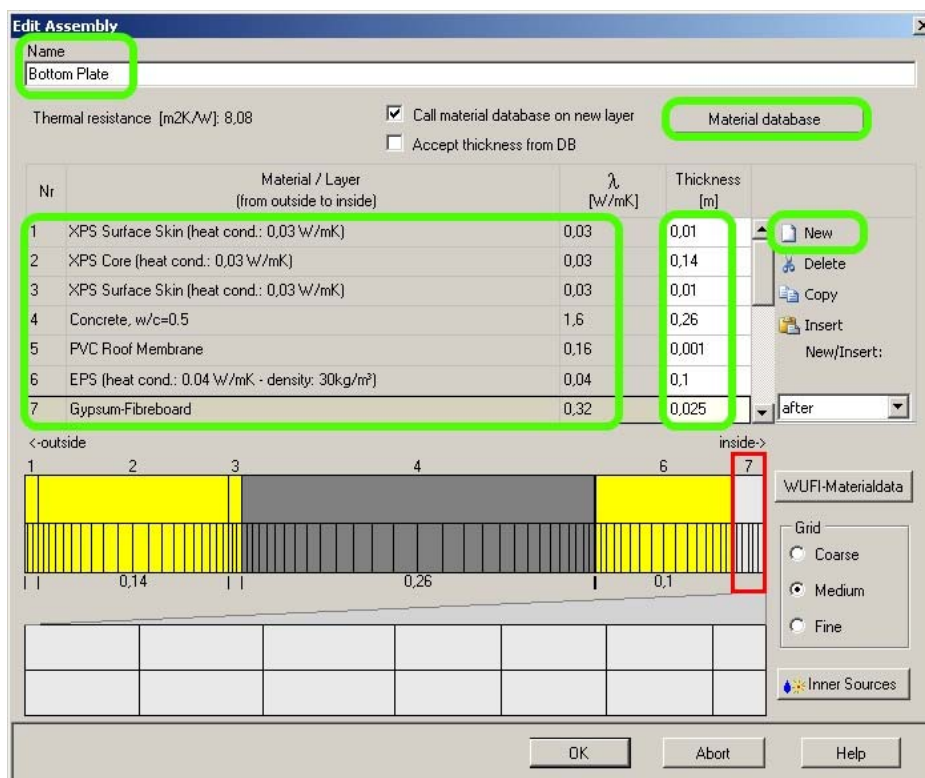 Edit Assembly
Name
Bottom Plate
Thermal resistance [m2K/W]: 8,08
Call material database on new layer
Material database
Accept thickness from DB
Nr Material / Layer λ Thickness
(from outside to inside) [W/mK] [m]
1 XPS Surface Skin (heat cond.: 0,03 W/mK) 0,03 0,01 New
2 XPS Core (heat cond.: 0,03 W/mK) 0,03 0,14 Delete
3 XPS Surface Skin (heat cond.: 0,03 W/mK) 0,03 0,01 Copy
4 Concrete, w/c=0.5 1,6 0,26 Insert
5 PVC Roof Membrane 0,16 0,001 New/Insert:
6 EPS (heat cond.: 0.04 W/mK - density: 30kg/m³) 0,04 0,1
7 Gypsum-Fibreboard 0,32 0,025 after
<-outside inside->
1 2 3 4 6 7
WUFI-Materialdata
Grid
Coarse
0,14 0,26 0,1
Medium
Fine
Inner Sources
OK Abort Help